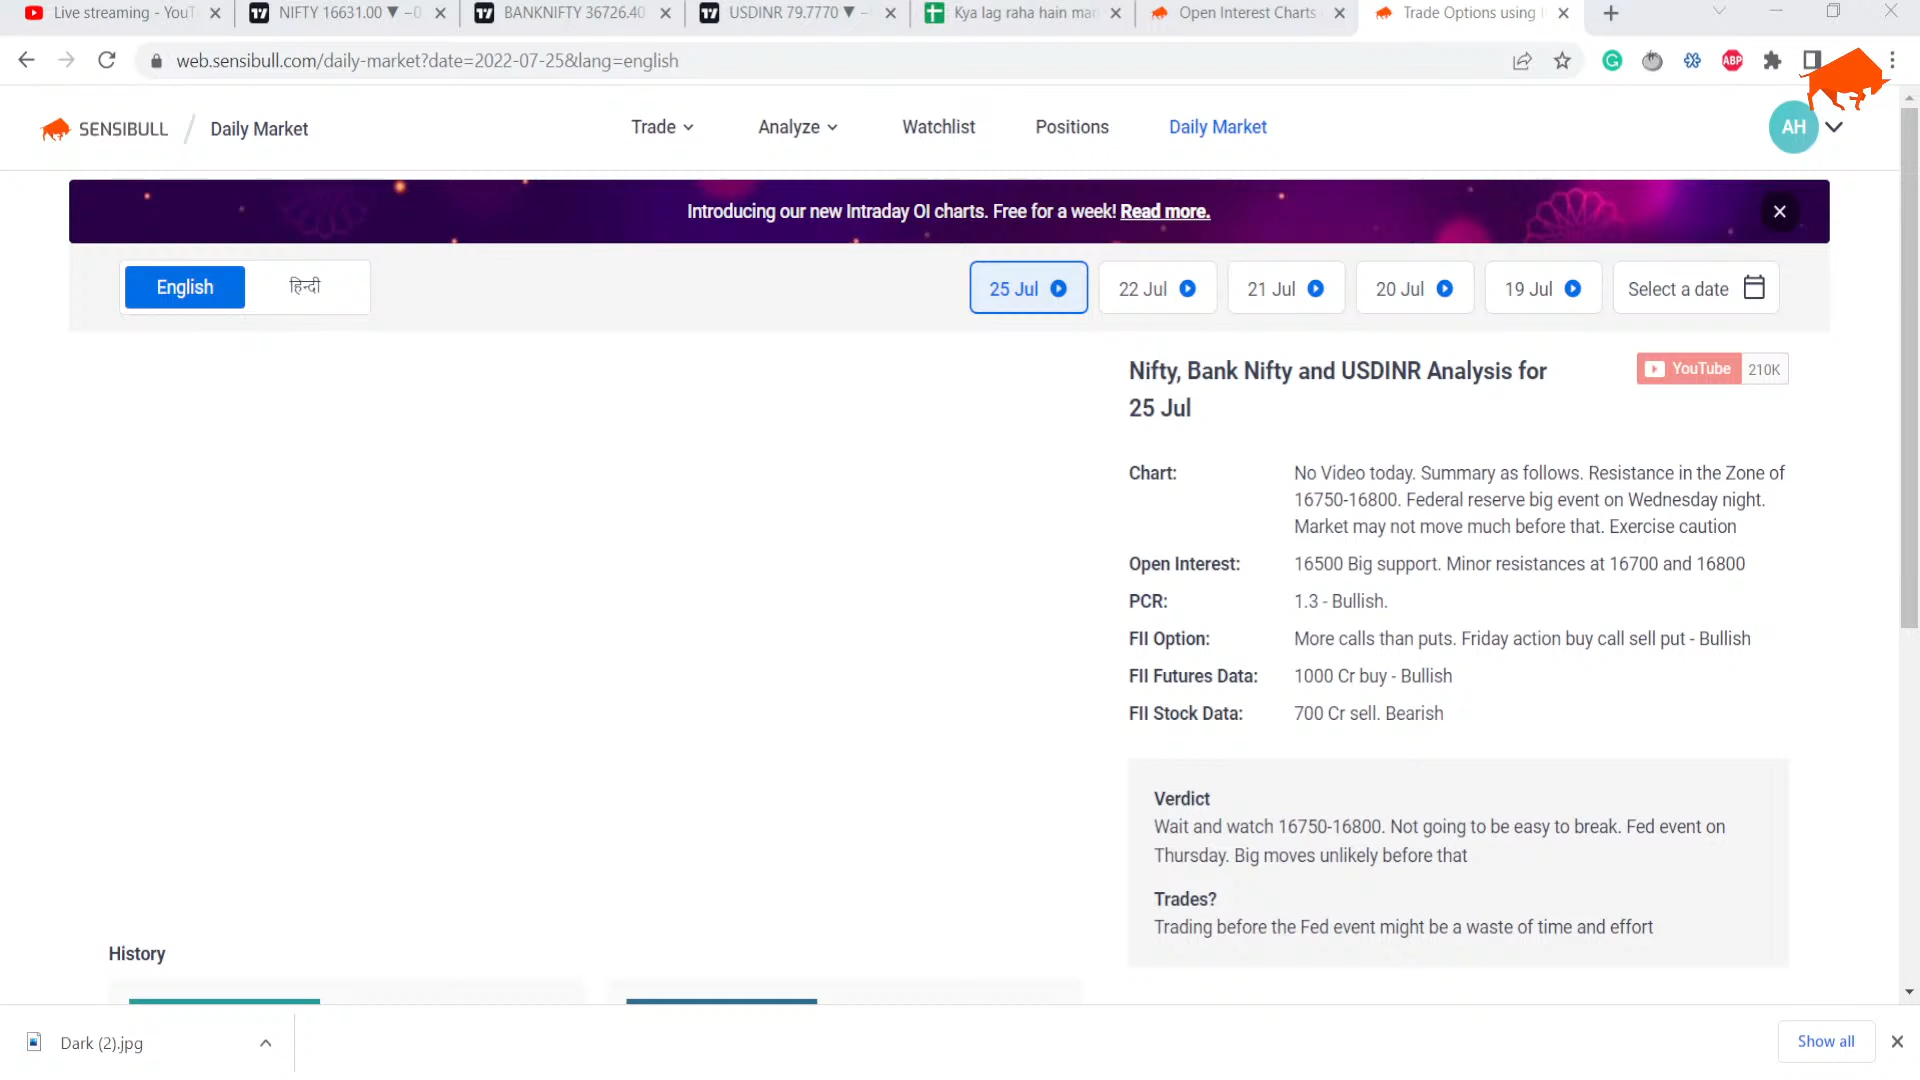 Live streaming - YouT
NIFTY 16631.00 ▼ −0
BANKNIFTY 36726.40
USDINR 79.7770 ▼ −
Kya lag raha hain mar
Open Interest Charts
Trade Options using
web.sensibull.com/daily-market?date=2022-07-25&lang=english
ABP
SENSIBULL / Daily Market
Trade
Analyze
Watchlist
Positions
Daily Market
AH
Introducing our new Intraday OI charts. Free for a week! Read more.
English
हिन्दी
25 Jul
22 Jul
21 Jul
20 Jul
19 Jul
Select a date
Nifty, Bank Nifty and USDINR Analysis for
25 Jul
YouTube 210K
Chart: No Video today. Summary as follows. Resistance in the Zone of
16750-16800. Federal reserve big event on Wednesday night.
Market may not move much before that. Exercise caution
Open Interest: 16500 Big support. Minor resistances at 16700 and 16800
PCR: 1.3 - Bullish.
FII Option: More calls than puts. Friday action buy call sell put - Bullish
FII Futures Data: 1000 Cr buy - Bullish
FII Stock Data: 700 Cr sell. Bearish
Verdict
Wait and watch 16750-16800. Not going to be easy to break. Fed event on
Thursday. Big moves unlikely before that
Trades?
Trading before the Fed event might be a waste of time and effort
History
Dark (2).jpg
Show all